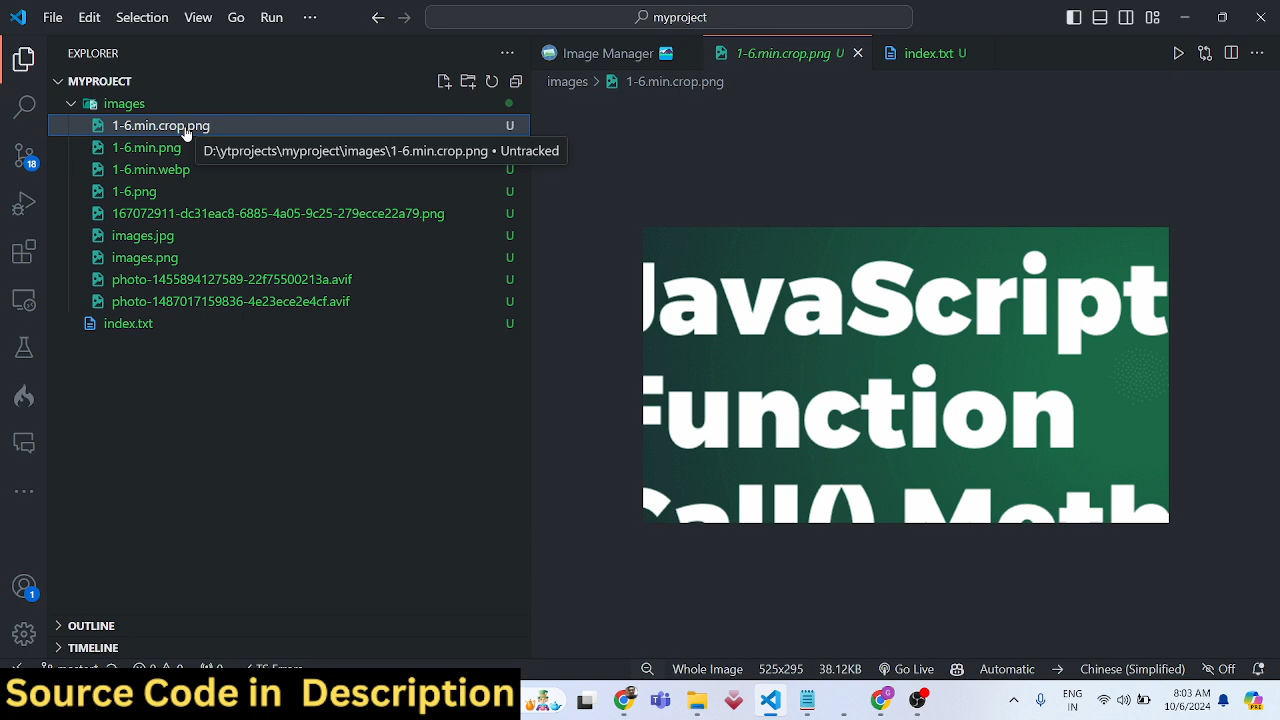 File Edit Selection View Go Run ···
myproject
EXPLORER
Image Manager
1-6.min.crop.png U
index.txt U
MYPROJECT
images > 1-6.min.crop.png
images
1-6.min.crop.png U
1-6.min.png
D:\ytprojects\myproject\images\1-6.min.crop.png • Untracked
1-6.min.webp U
1-6.png U
167072911-dc31eac8-6885-4a05-9c25-279ecce22a79.png U
images.jpg U
images.png U
photo-1455894127589-22f75500213a.avif U
photo-1487017159836-4e23ece2e4cf.avif U
index.txt U
JavaScript
Function
Call() Meth
18
1
OUTLINE
TIMELINE
Whole Image 525x295 38.12KB Go Live Automatic Chinese (Simplified) Off
Source Code in Description
ENG
IN
8:03 AM
10/6/2024